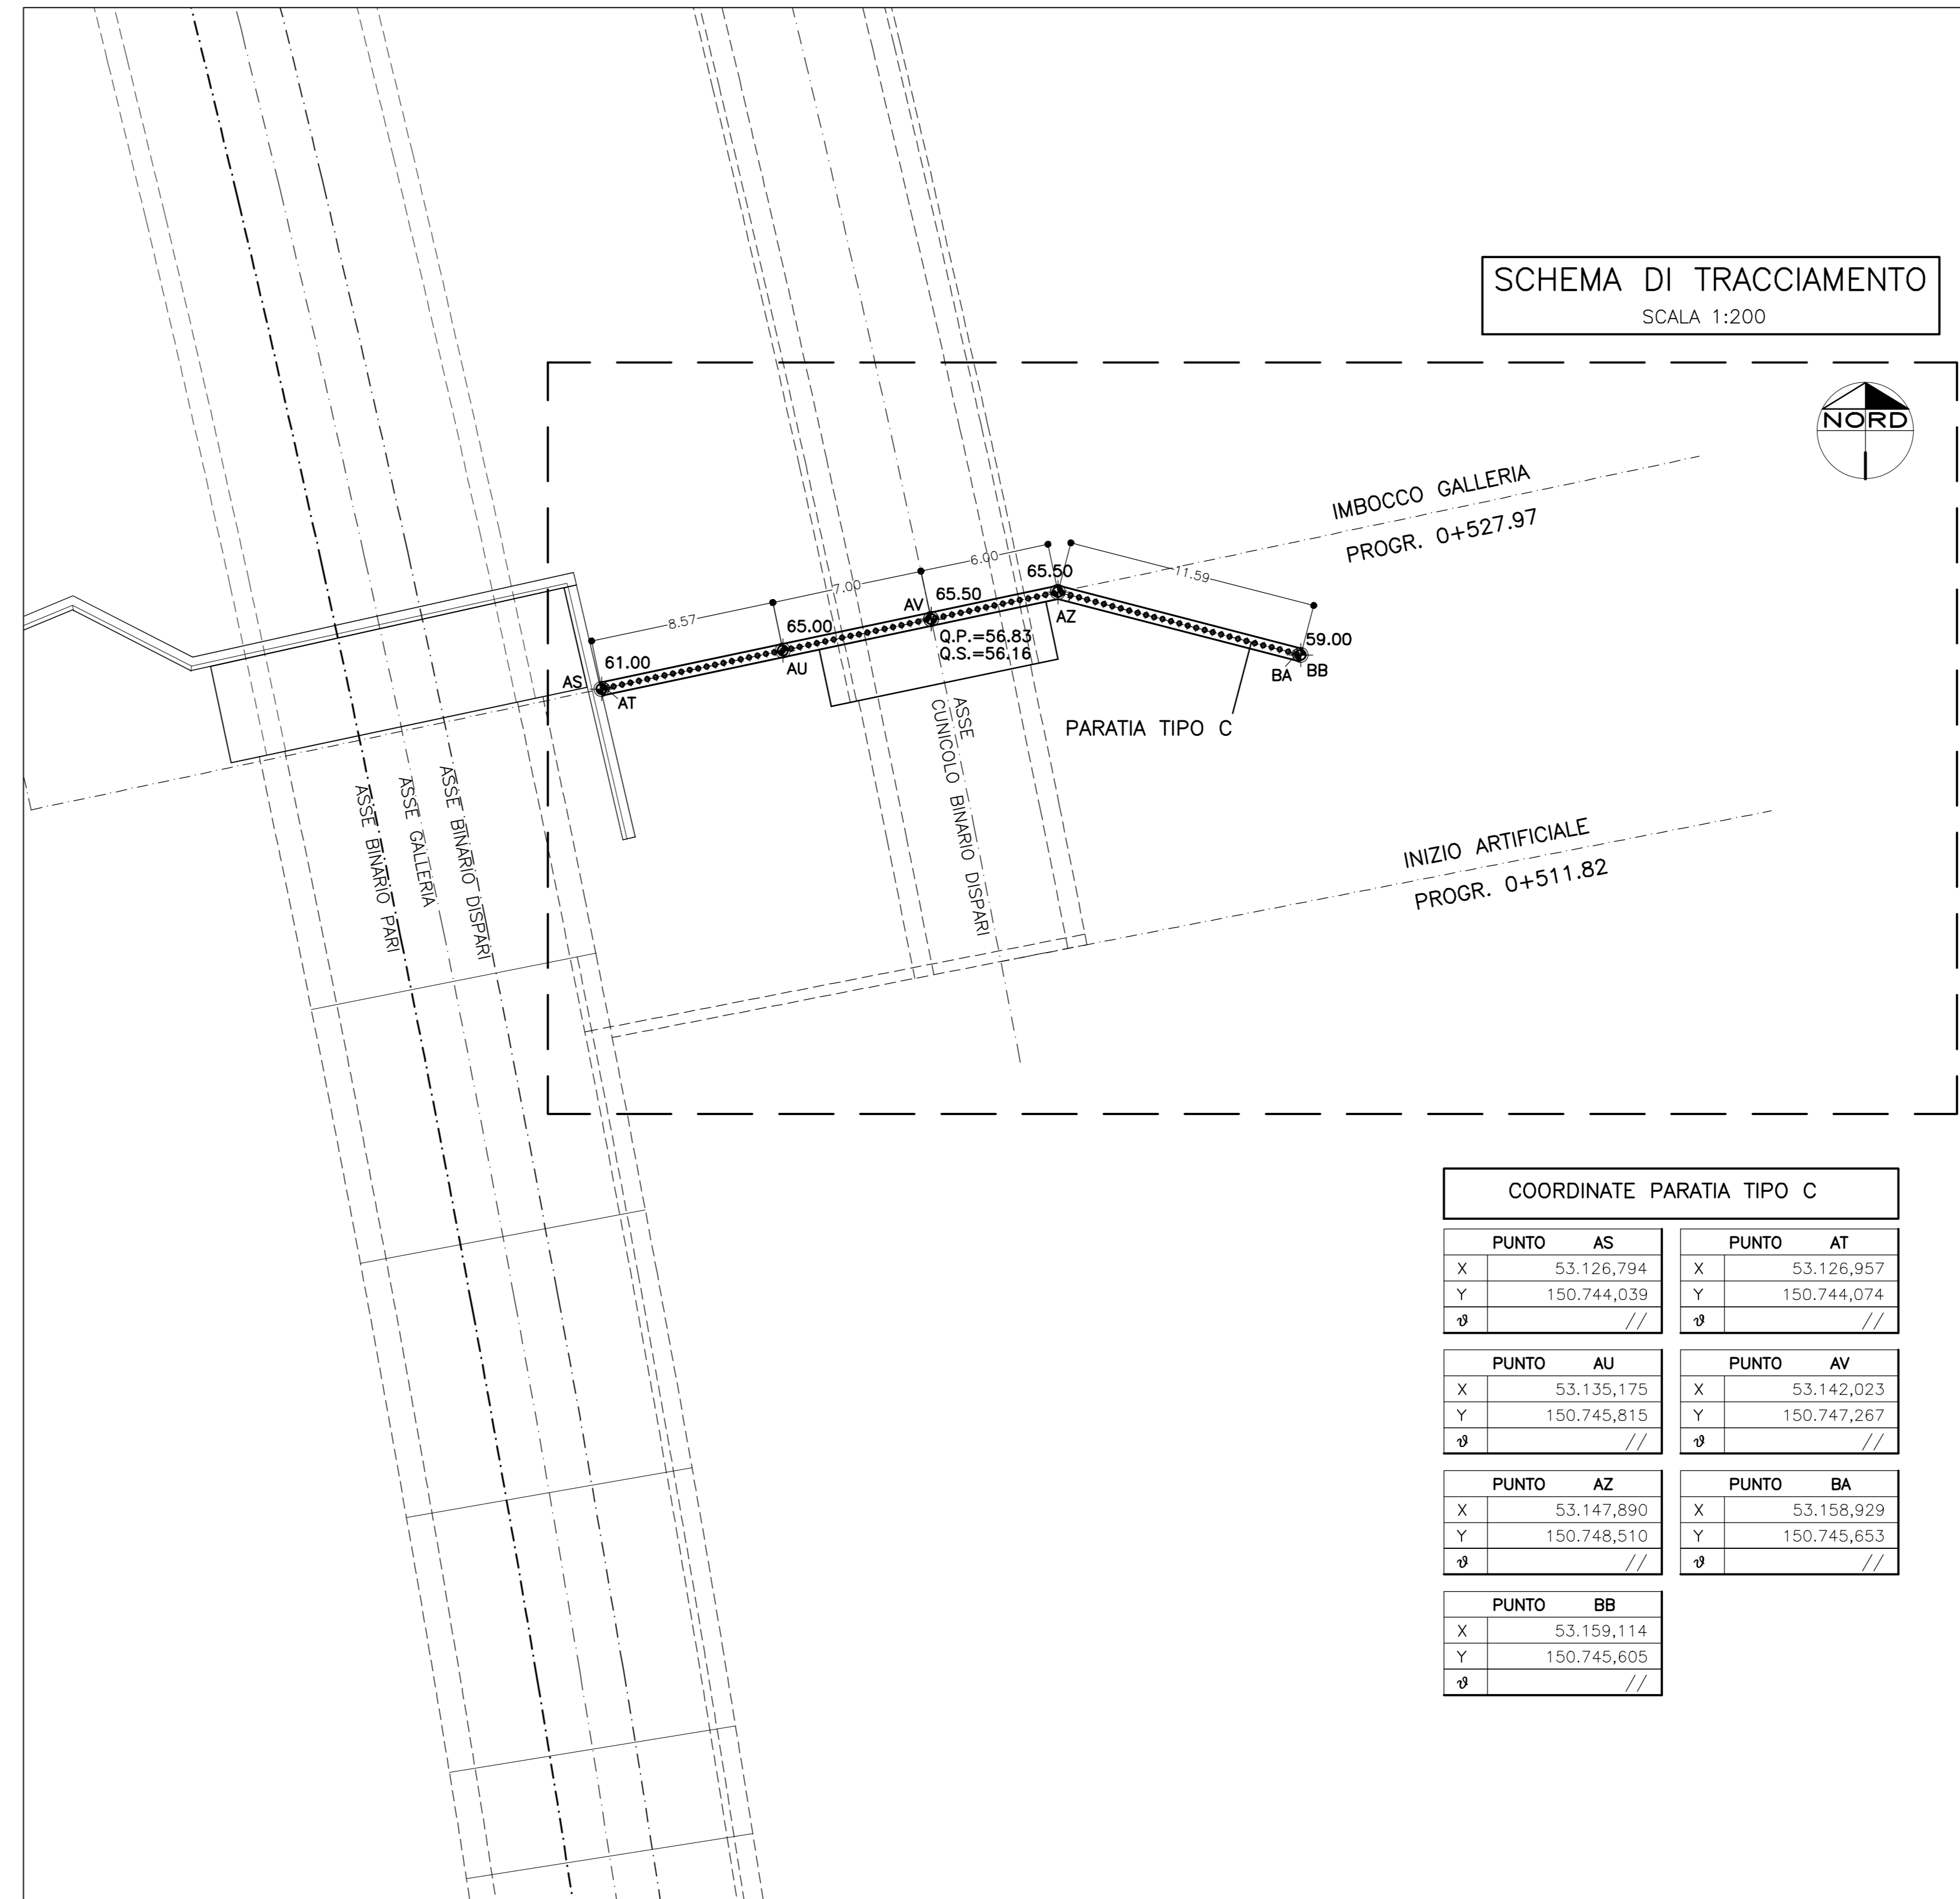 SCHEMA DI TRACCIAMENTO
SCALA 1:200
NORD
IMBOCCO GALLERIA
PROGR. 0+527.97
6.00
11.59
7.00
8.57
65.50
65.50
AV
AZ
65.00
AU
Q.P.=56.83
Q.S.=56.16
59.00
BA
BB
61.00
AS
AT
PARATIA TIPO C
ASSE
CUNICOLO BINARIO DISPARI
ASSE BINARIO DISPARI
ASSE GALLERIA
ASSE BINARIO PARI
INIZIO ARTIFICIALE
PROGR. 0+511.82
COORDINATE PARATIA TIPO C
PUNTO AS
X 53.126,794
Y 150.744,039
ϑ //
PUNTO AT
X 53.126,957
Y 150.744,074
ϑ //
PUNTO AU
X 53.135,175
Y 150.745,815
ϑ //
PUNTO AV
X 53.142,023
Y 150.747,267
ϑ //
PUNTO AZ
X 53.147,890
Y 150.748,510
ϑ //
PUNTO BA
X 53.158,929
Y 150.745,653
ϑ //
PUNTO BB
X 53.159,114
Y 150.745,605
ϑ //